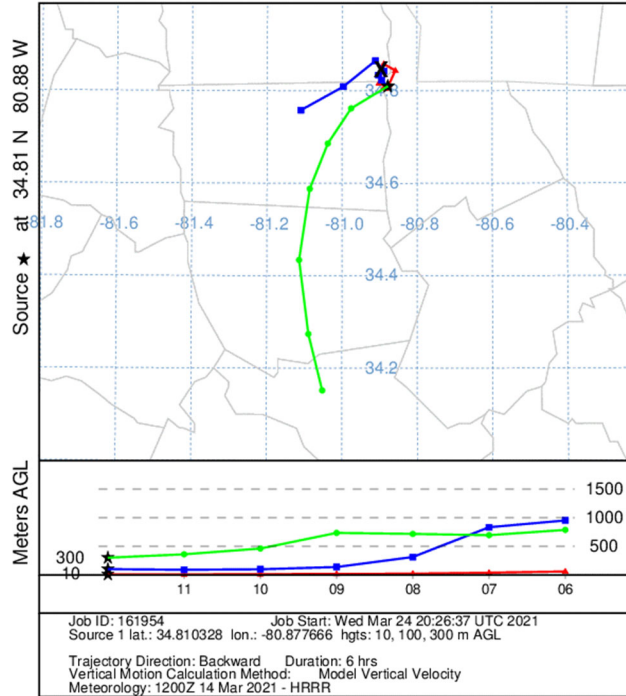 Source ★ at 34.81 N 80.88 W
34.8
34.6
-81.8 -81.6 -81.4 -81.2 -81.0 -80.8 -80.6 -80.4
34.4
34.2
Meters AGL
1500
1000
500
300
10
11 10 09 08 07 06
Job ID: 161954 Job Start: Wed Mar 24 20:26:37 UTC 2021
Source 1 lat.: 34.810328 lon.: -80.877666 hgts: 10, 100, 300 m AGL
Trajectory Direction: Backward Duration: 6 hrs
Vertical Motion Calculation Method: Model Vertical Velocity
Meteorology: 1200Z 14 Mar 2021 - HRRR